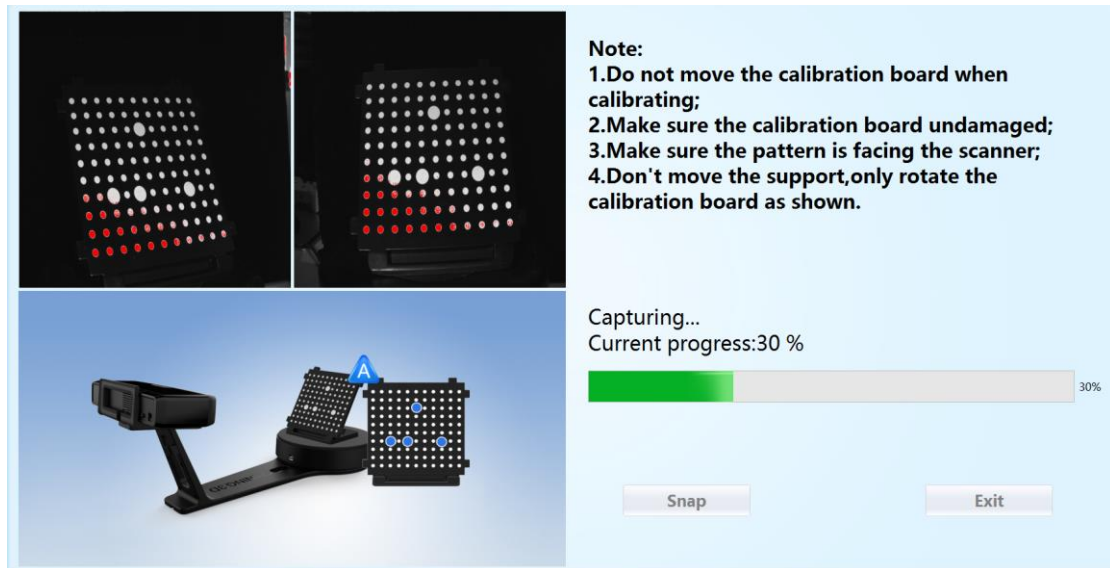 Note:
1.Do not move the calibration board when
calibrating;
2.Make sure the calibration board undamaged;
3.Make sure the pattern is facing the scanner;
4.Don't move the support,only rotate the
calibration board as shown.
A
Capturing...
Current progress:30 %
30%
Snap
Exit